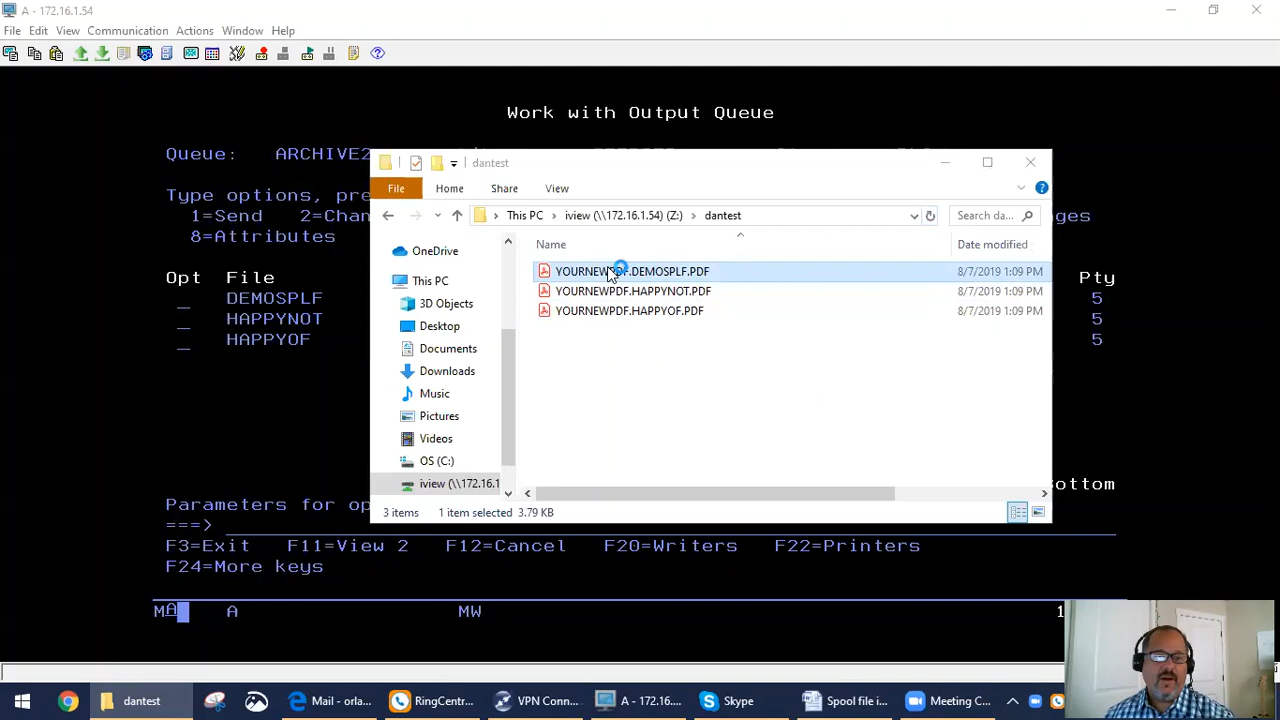 A - 172.16.1.54
File Edit View Communication Actions Window Help
Work with Output Queue
Queue: ARCHIVE2
Type options, pre
1=Send 2=Chan
8=Attributes
ges
Opt File
Pty
DEMOSPLF
5
HAPPYNOT
5
HAPPYOF
5
ottom
Parameters for op
===>
F3=Exit F11=View 2 F12=Cancel F20=Writers F22=Printers
F24=More keys
MA A MW 1
dantest
File Home Share View
This PC > iview (\\172.16.1.54) (Z:) > dantest
Search da...
Name Date modified
YOURNEWPDF.DEMOSPLF.PDF 8/7/2019 1:09 PM
YOURNEWPDF.HAPPYNOT.PDF 8/7/2019 1:09 PM
YOURNEWPDF.HAPPYOF.PDF 8/7/2019 1:09 PM
OneDrive
This PC
3D Objects
Desktop
Documents
Downloads
Music
Pictures
Videos
OS (C:)
iview (\\172.16.1
3 items 1 item selected 3.79 KB
dantest
Mail - orla...
RingCentr...
VPN Conn...
A - 172.16....
Skype
Spool file i...
Meeting C...